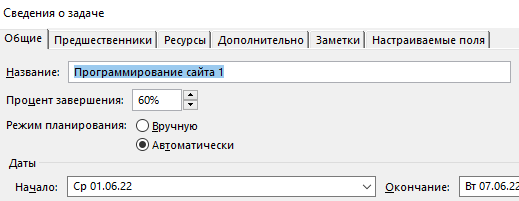 Сведения о задаче
Общие Предшественники Ресурсы Дополнительно Заметки Настраиваемые поля
Название: Программирование сайта 1
Процент завершения: 60%
Режим планирования: Вручную
Автоматически
Даты
Начало: Ср 01.06.22 Окончание: Вт 07.06.22